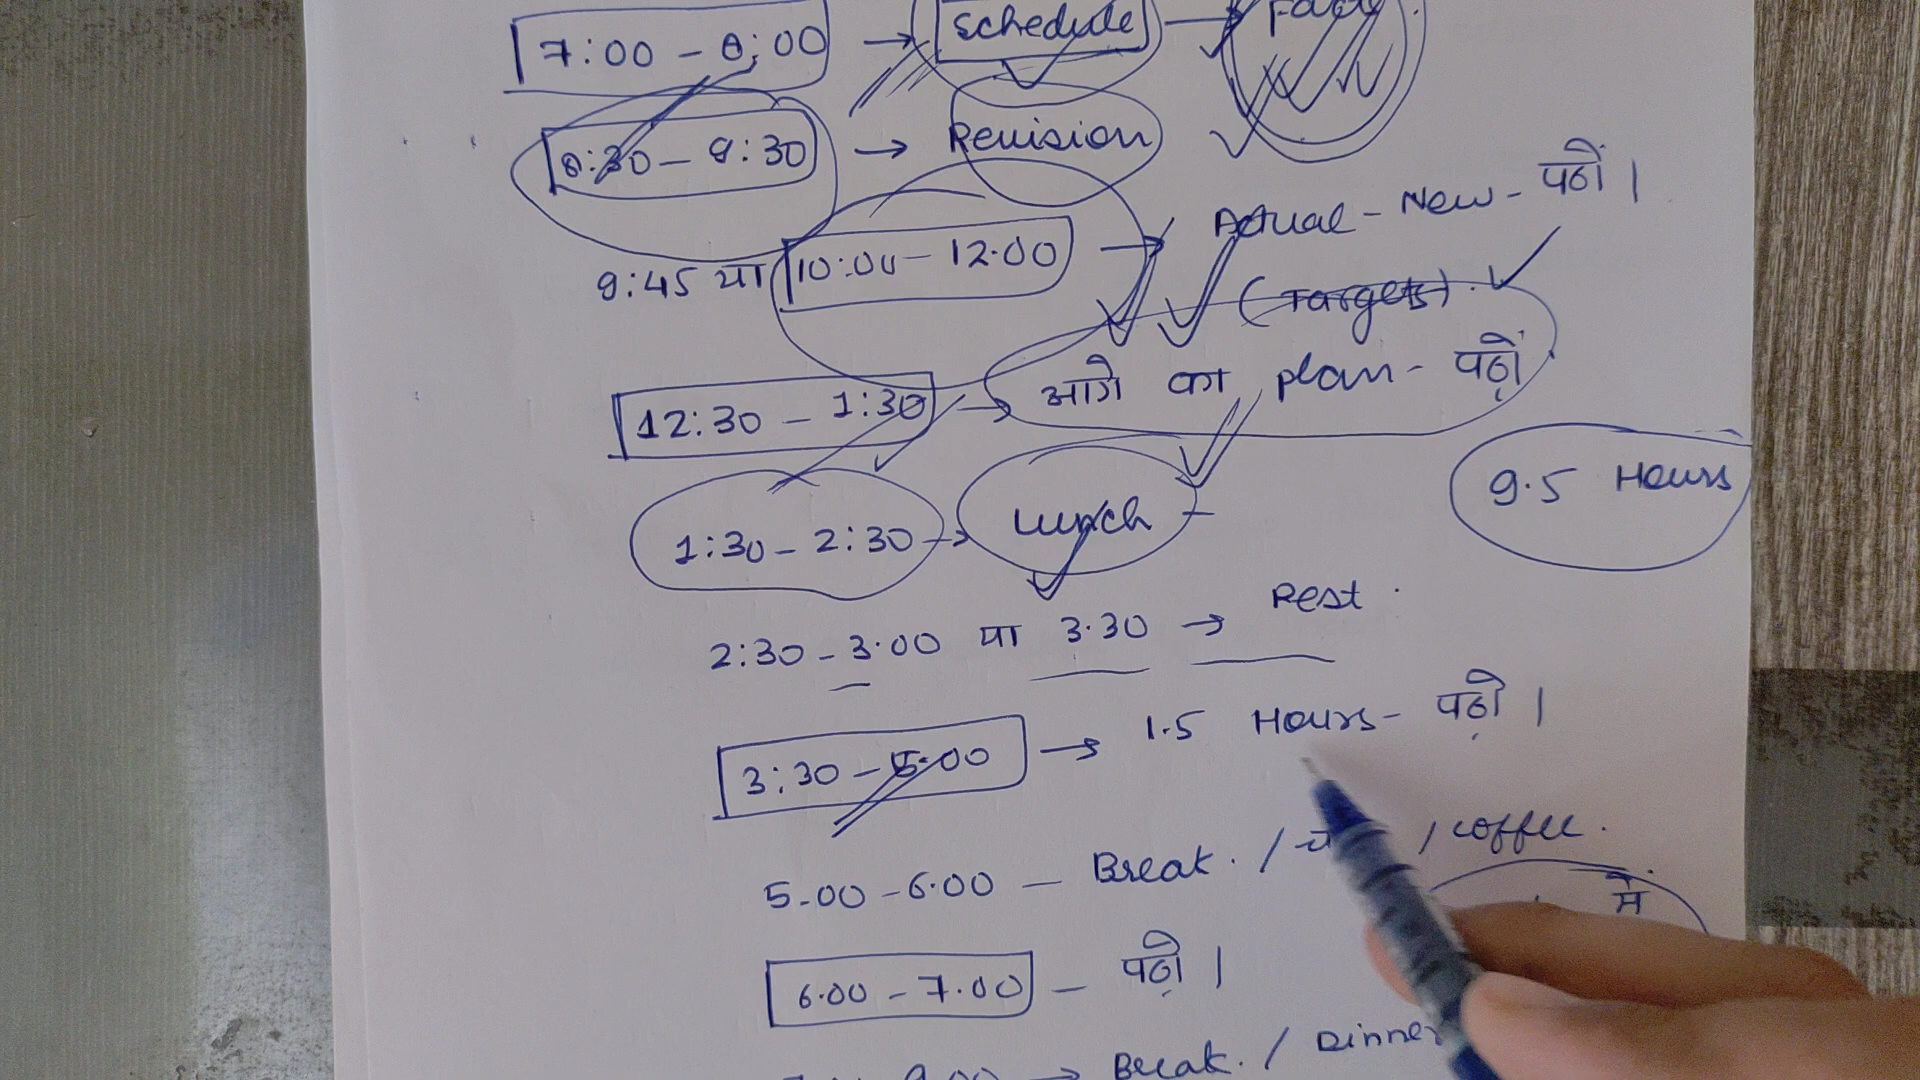 7:00 - 8:00 → Schedule →
8:30 - 9:30 → Revision
9:45 या 10:00 - 12.00 → Actual - New - पढों ।
(Targets).
12:30 - 1:30 → आगे का plan - पढ़ों
9.5 Hours
1:30 - 2:30 → Lunch -
2:30 - 3.00 या 3.30 → Rest.
3:30 - 5.00 → 1.5 Hours - पढ़ो ।
5.00 - 6.00 - Break. / / coffee.
में
6.00 - 7.00 - पढ़ो ।
9.00 → Break. / Dinner